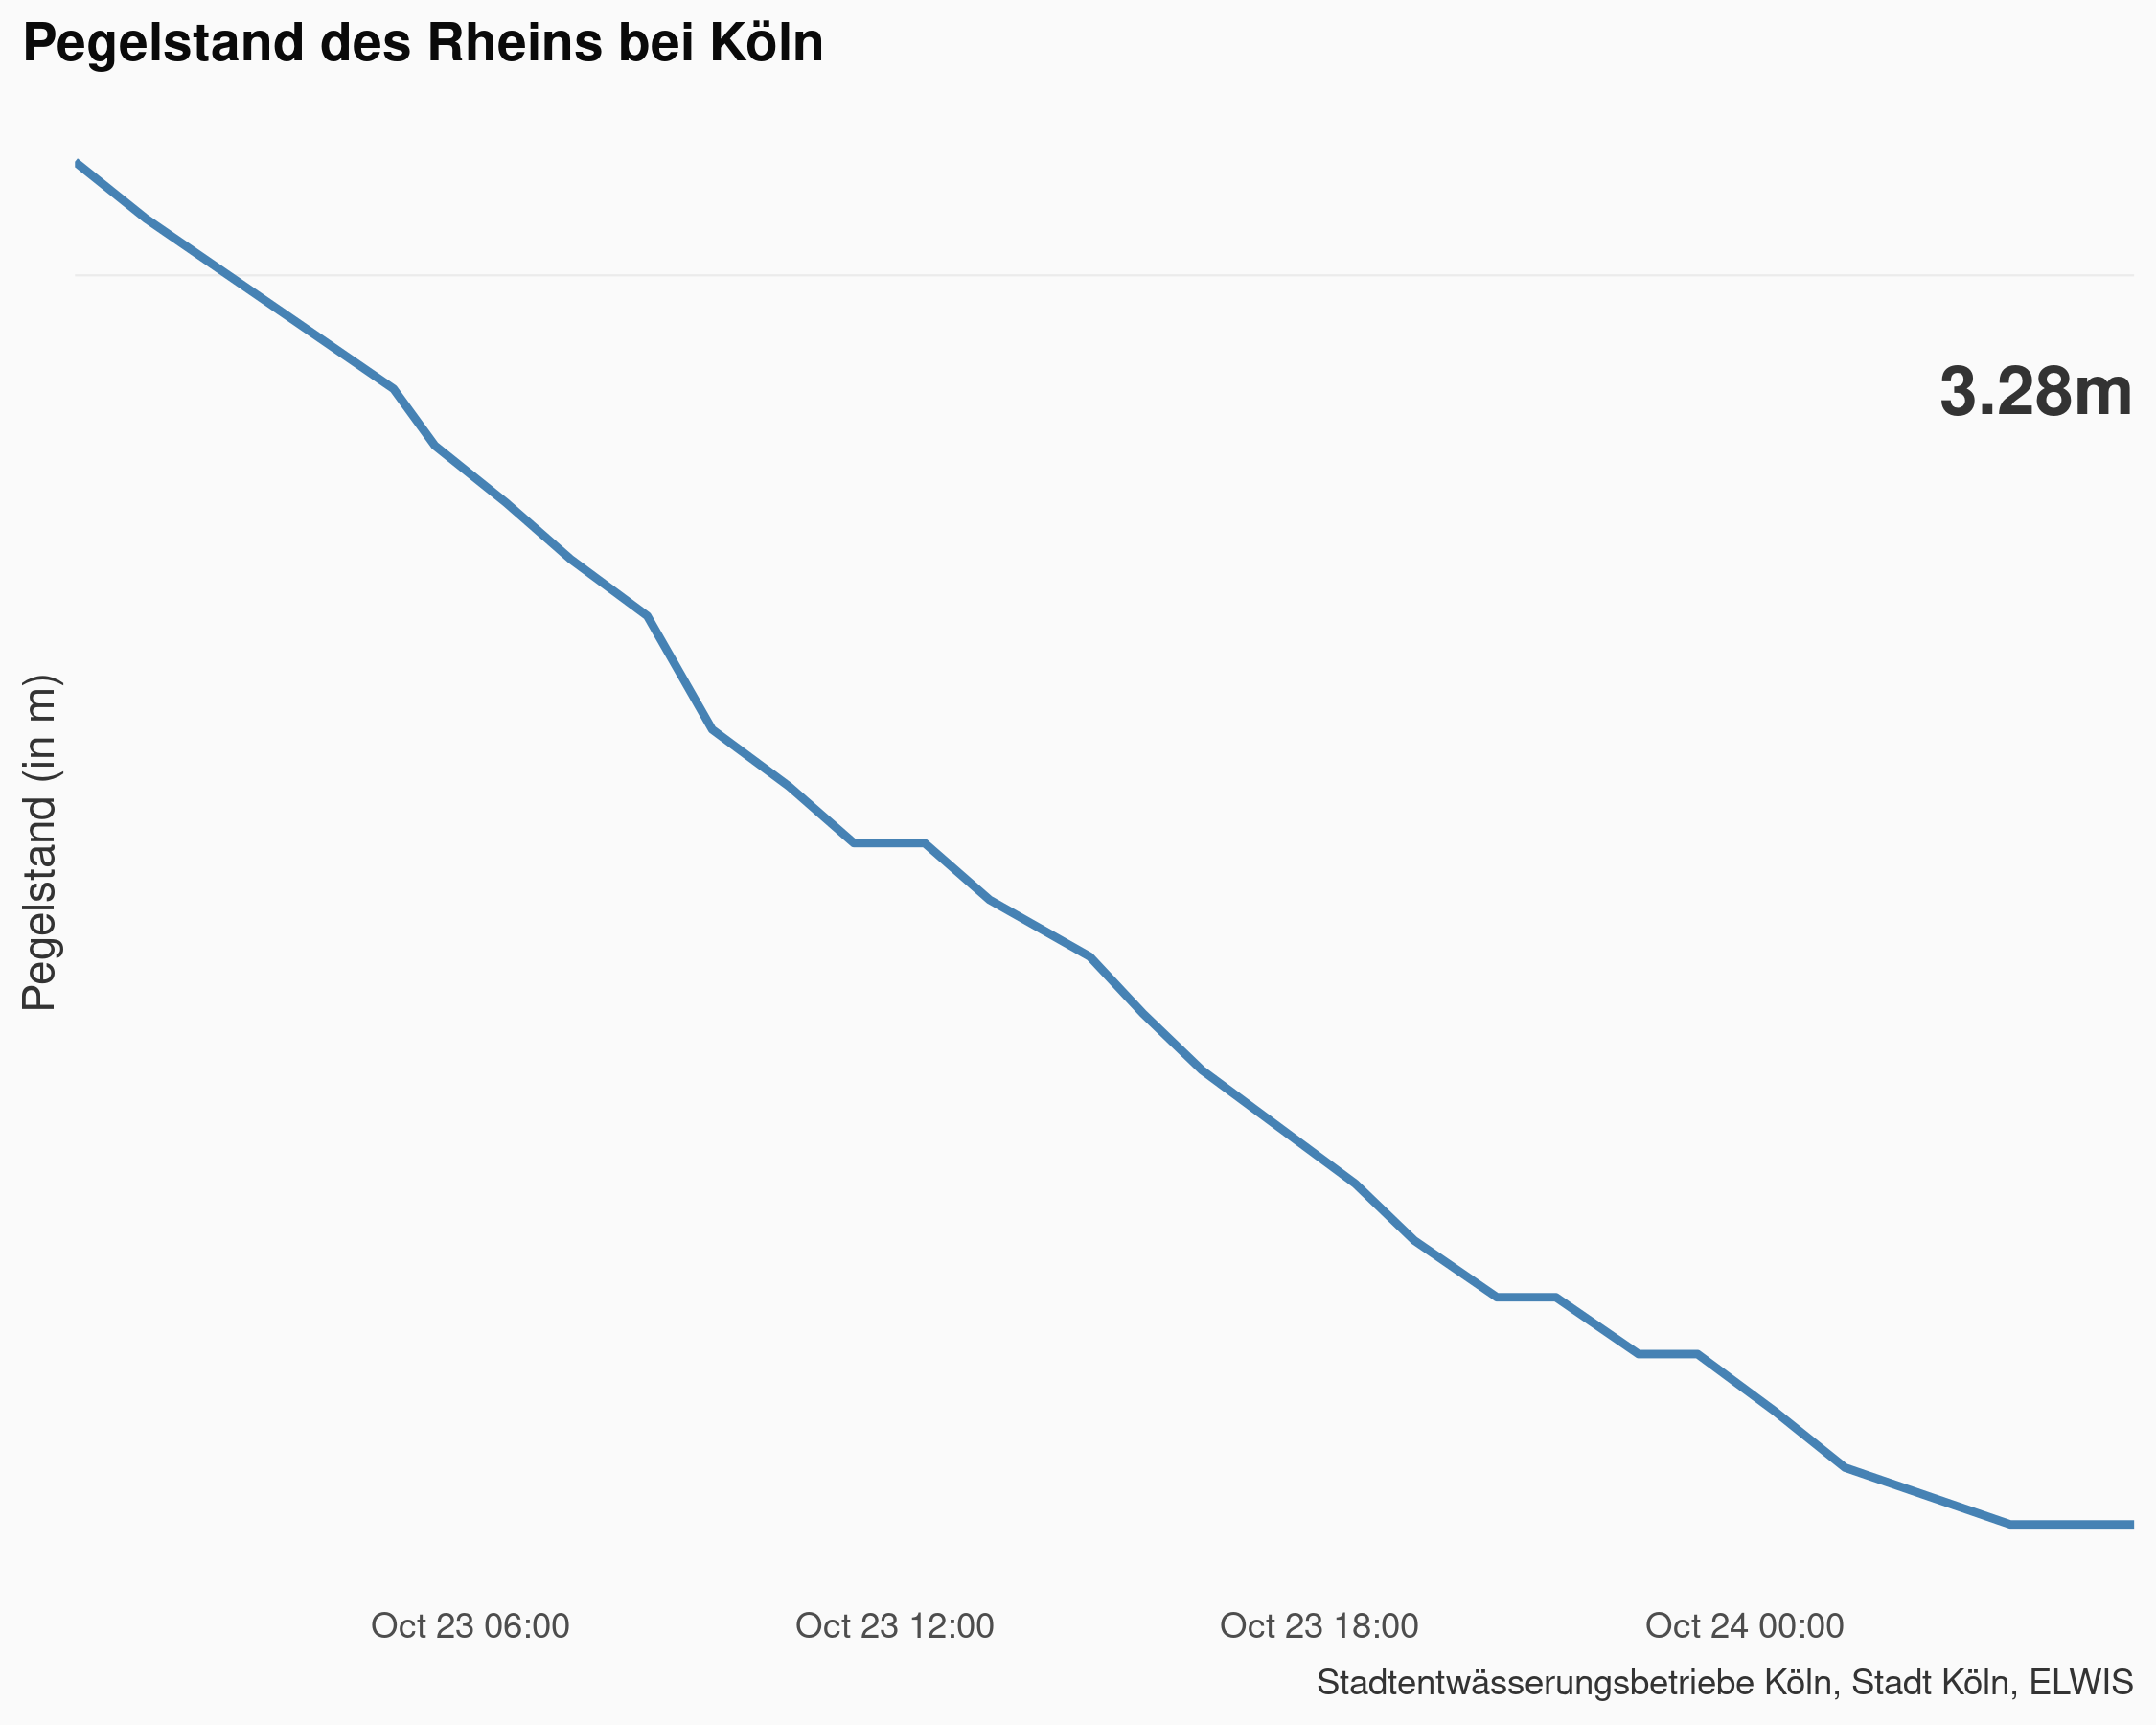 Pegelstand des Rheins bei Köln
3.28m
Pegelstand (in m)
Oct 23 06:00
Oct 23 12:00
Oct 23 18:00
Oct 24 00:00
Stadtentwässerungsbetriebe Köln, Stadt Köln, ELWIS